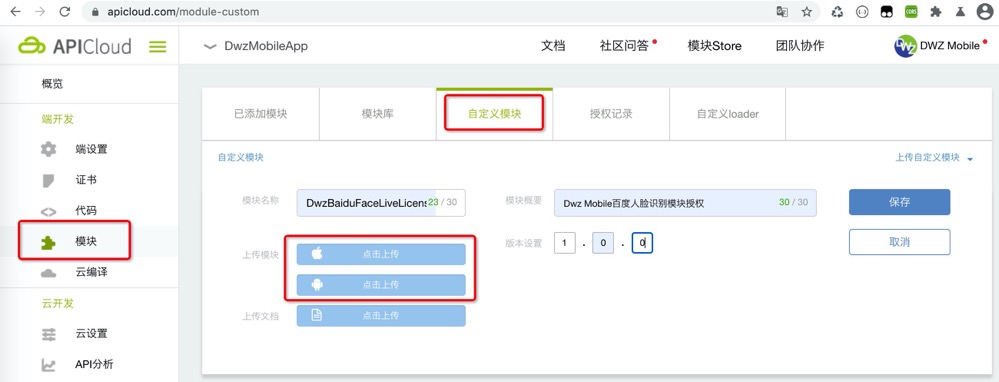 apicloud.com/module-custom
APICloud
DwzMobileApp
文档
社区问答
模块Store
团队协作
DWZ Mobile
概览
端开发
端设置
证书
代码
模块
云编译
云开发
云设置
API分析
已添加模块
模块库
自定义模块
授权记录
自定义loader
自定义模块
上传自定义模块
模块名称
DwzBaiduFaceLiveLicens
23 / 30
模块概要
Dwz Mobile百度人脸识别模块授权
30 / 30
保存
上传模块
点击上传
版本设置
1 . 0 . 0
取消
点击上传
上传文档
点击上传